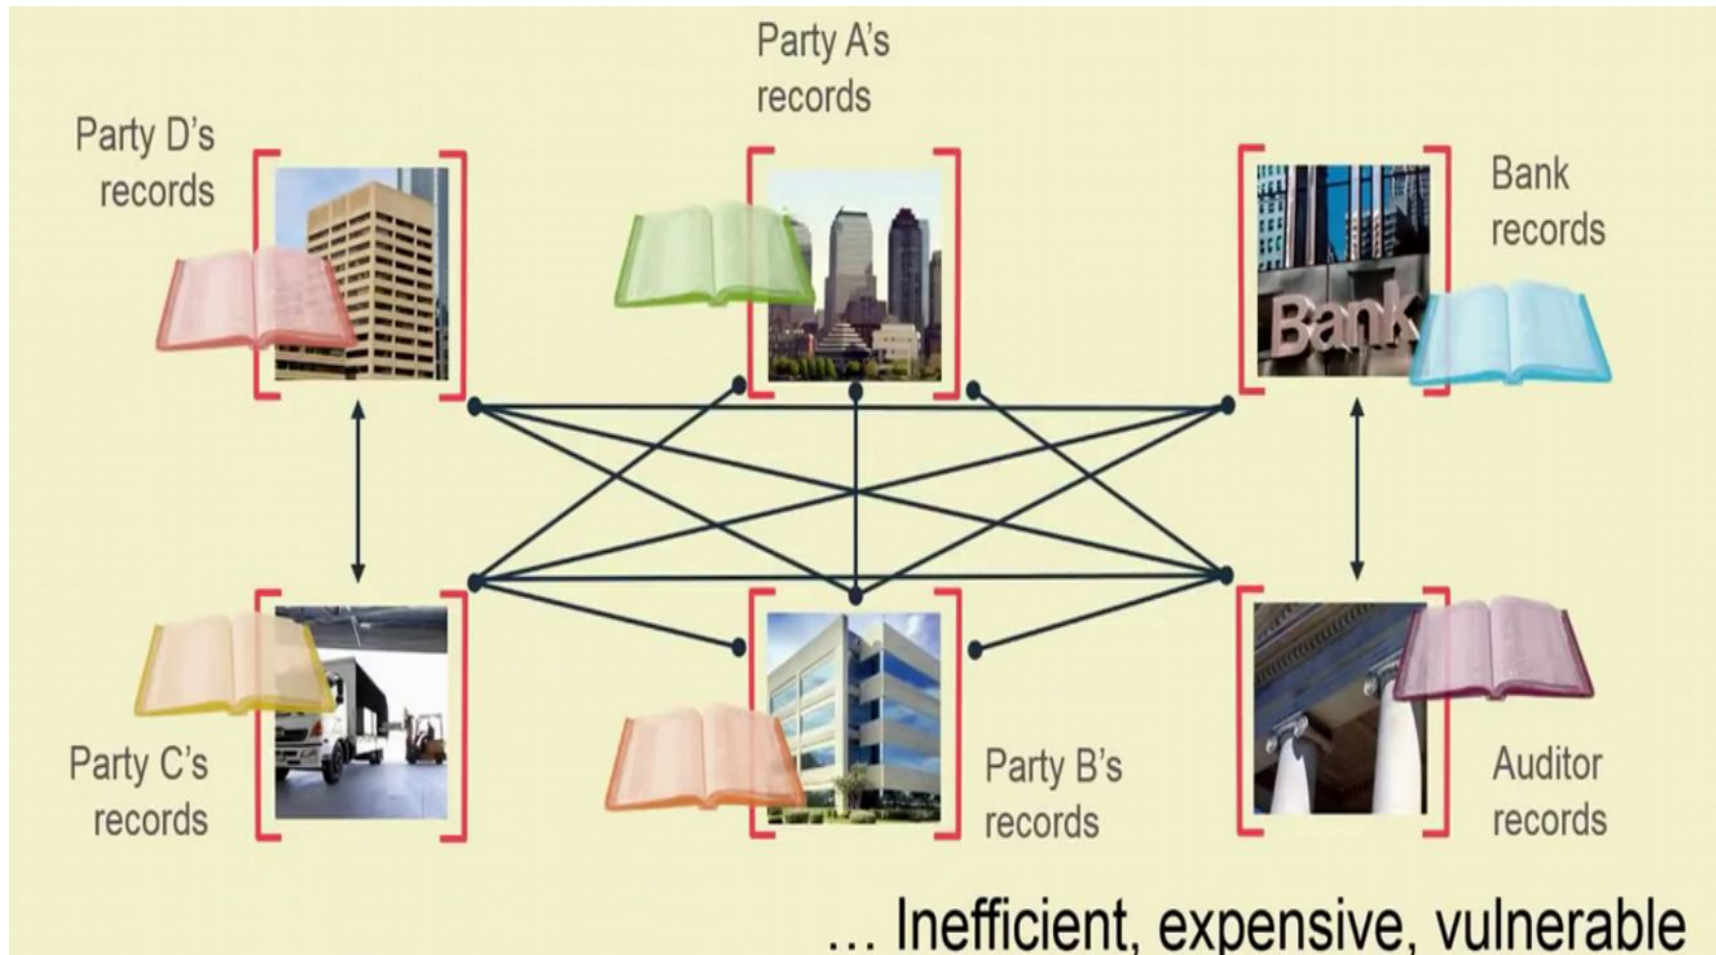 Party A's
records
Party D's
records
Bank
records
Bank
Party C's
records
Party B's
records
Auditor
records
... Inefficient, expensive, vulnerable